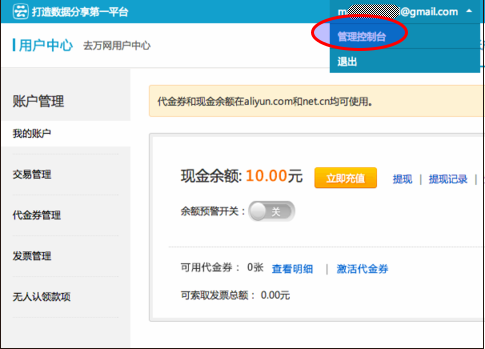 打造数据分享第一平台
m@gmail.com
用户中心 去万网用户中心
管理控制台
退出
账户管理
我的账户
交易管理
代金券管理
发票管理
无人认领款项
代金券和现金余额在aliyun.com和net.cn均可使用。
现金余额: 10.00元 立即充值 提现 | 提现记录 |
余额预警开关： 关
可用代金券： 0张 查看明细 | 激活代金券
可索取发票总额： 0.00元